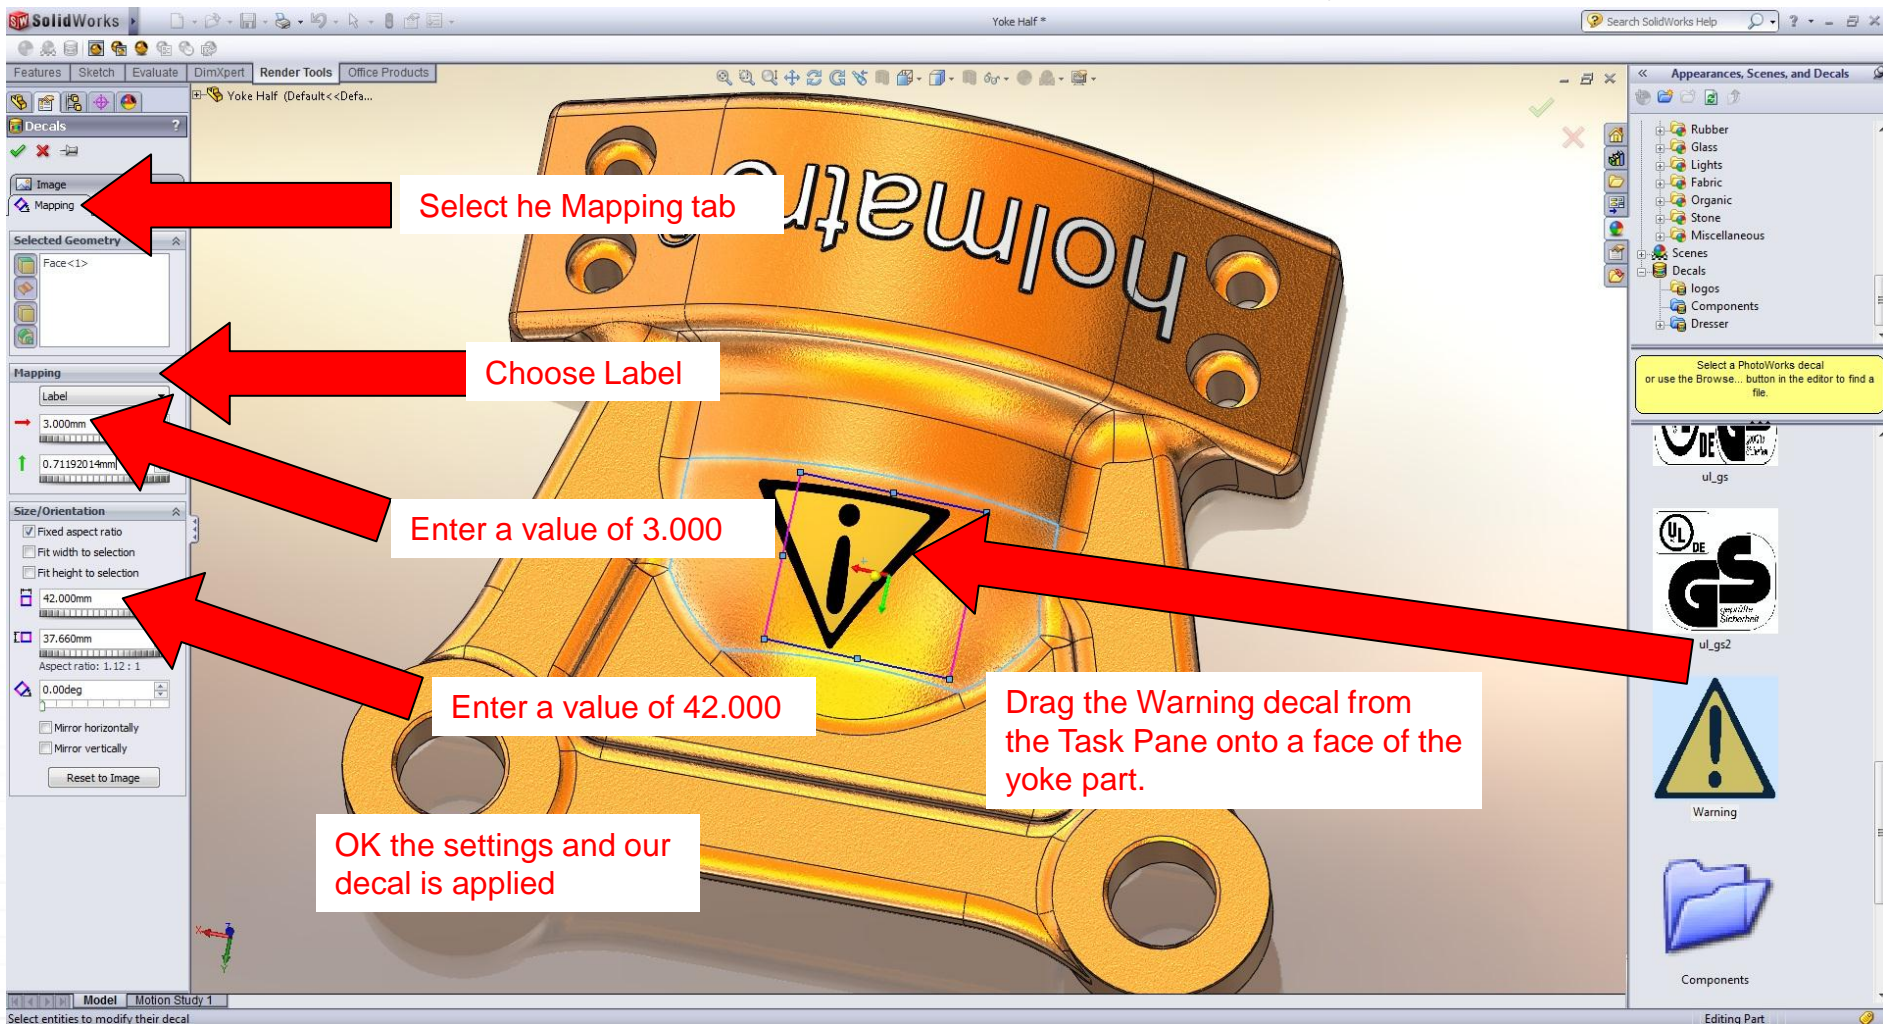 SolidWorks
Yoke Half *
Search SolidWorks Help
Features Sketch Evaluate DimXpert Render Tools Office Products
Yoke Half (Default<<Defa...
Decals ?
Image
Mapping
Selected Geometry
Face<1>
Mapping
Label
3.000mm
0.71192014mm
Size/Orientation
Fixed aspect ratio
Fit width to selection
Fit height to selection
42.000mm
37.660mm
Aspect ratio: 1.12 : 1
0.00deg
Mirror horizontally
Mirror vertically
Reset to Image
Select he Mapping tab
Choose Label
Enter a value of 3.000
Enter a value of 42.000
OK the settings and our
decal is applied
holmatro
Drag the Warning decal from
the Task Pane onto a face of the
yoke part.
Appearances, Scenes, and Decals
Rubber
Glass
Lights
Fabric
Organic
Stone
Miscellaneous
Scenes
Decals
logos
Components
Dresser
Select a PhotoWorks decal
or use the Browse... button in the editor to find a
file.
DE
ul_gs
UL DE
GS
geprüfte
Sicherheit
ul_gs2
Warning
Components
X
Y
Z
Model Motion Study 1
Select entities to modify their decal
Editing Part